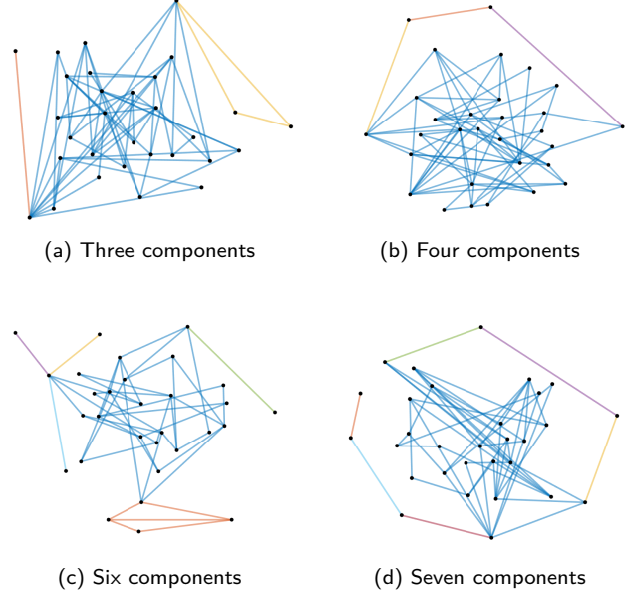 (a) Three components
(b) Four components
(c) Six components
(d) Seven components